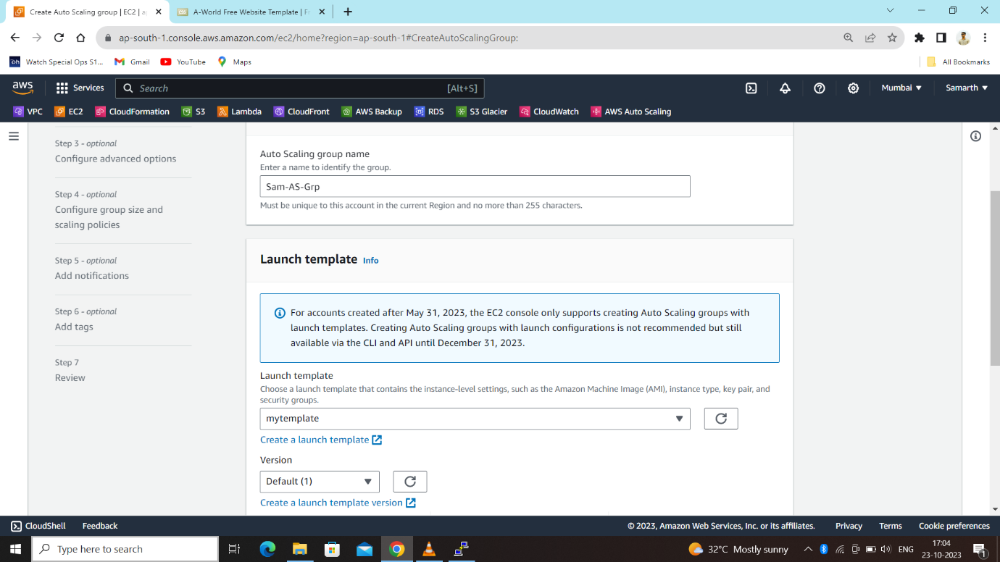 Create Auto Scaling group | EC2 | a
A-World Free Website Template | Fr
ap-south-1.console.aws.amazon.com/ec2/home?region=ap-south-1#CreateAutoScalingGroup:
Watch Special Ops S1...
Gmail
YouTube
Maps
All Bookmarks
aws
Services
Search
[Alt+S]
Mumbai
Samarth
VPC
EC2
CloudFormation
S3
Lambda
CloudFront
AWS Backup
RDS
S3 Glacier
CloudWatch
AWS Auto Scaling
Step 3 - optional
Configure advanced options
Step 4 - optional
Configure group size and
scaling policies
Step 5 - optional
Add notifications
Step 6 - optional
Add tags
Step 7
Review
Auto Scaling group name
Enter a name to identify the group.
Sam-AS-Grp
Must be unique to this account in the current Region and no more than 255 characters.
Launch template Info
For accounts created after May 31, 2023, the EC2 console only supports creating Auto Scaling groups with
launch templates. Creating Auto Scaling groups with launch configurations is not recommended but still
available via the CLI and API until December 31, 2023.
Launch template
Choose a launch template that contains the instance-level settings, such as the Amazon Machine Image (AMI), instance type, key pair, and
security groups.
mytemplate
Create a launch template
Version
Default (1)
Create a launch template version
CloudShell
Feedback
© 2023, Amazon Web Services, Inc. or its affiliates.
Privacy
Terms
Cookie preferences
Type here to search
32°C Mostly sunny
ENG
17:04
23-10-2023
1